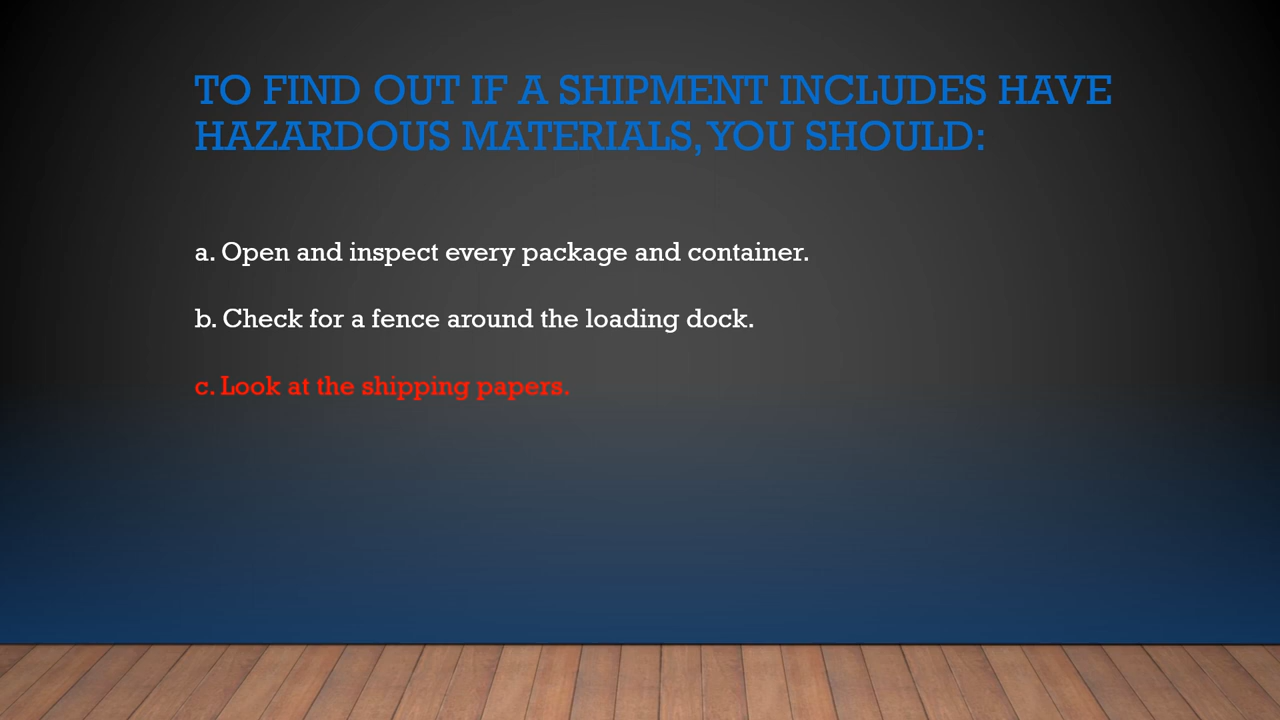 TO FIND OUT IF A SHIPMENT INCLUDES HAVE
HAZARDOUS MATERIALS, YOU SHOULD:
a. Open and inspect every package and container.
b. Check for a fence around the loading dock.
c. Look at the shipping papers.